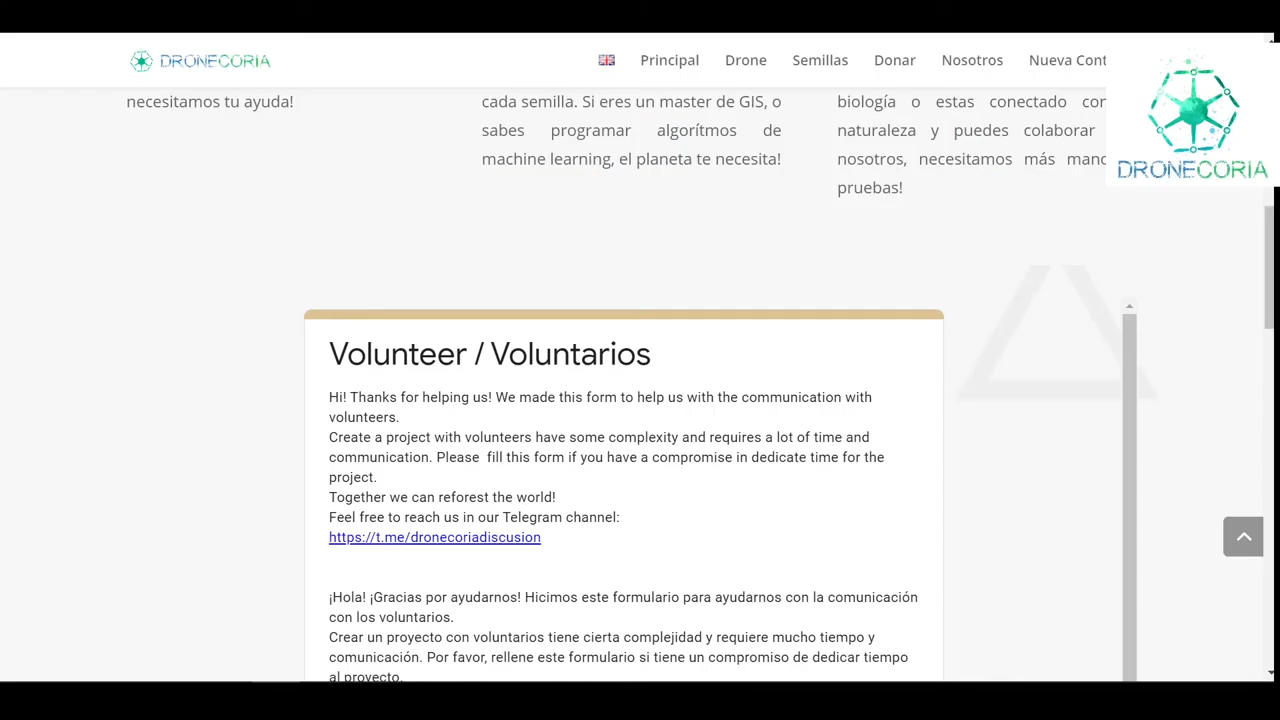 DRONECORIA
Principal
Drone
Semillas
Donar
Nosotros
Nueva Cont
DRONECORIA
necesitamos tu ayuda!
cada semilla. Si eres un master de GIS, o
sabes programar algorítmos de
machine learning, el planeta te necesita!
biología o estas conectado con
naturaleza y puedes colaborar
nosotros, necesitamos más mano
pruebas!
Volunteer / Voluntarios
Hi! Thanks for helping us! We made this form to help us with the communication with
volunteers.
Create a project with volunteers have some complexity and requires a lot of time and
communication. Please fill this form if you have a compromise in dedicate time for the
project.
Together we can reforest the world!
Feel free to reach us in our Telegram channel:
https://t.me/dronecoriadiscusion
¡Hola! ¡Gracias por ayudarnos! Hicimos este formulario para ayudarnos con la comunicación
con los voluntarios.
Crear un proyecto con voluntarios tiene cierta complejidad y requiere mucho tiempo y
comunicación. Por favor, rellene este formulario si tiene un compromiso de dedicar tiempo
al proyecto.